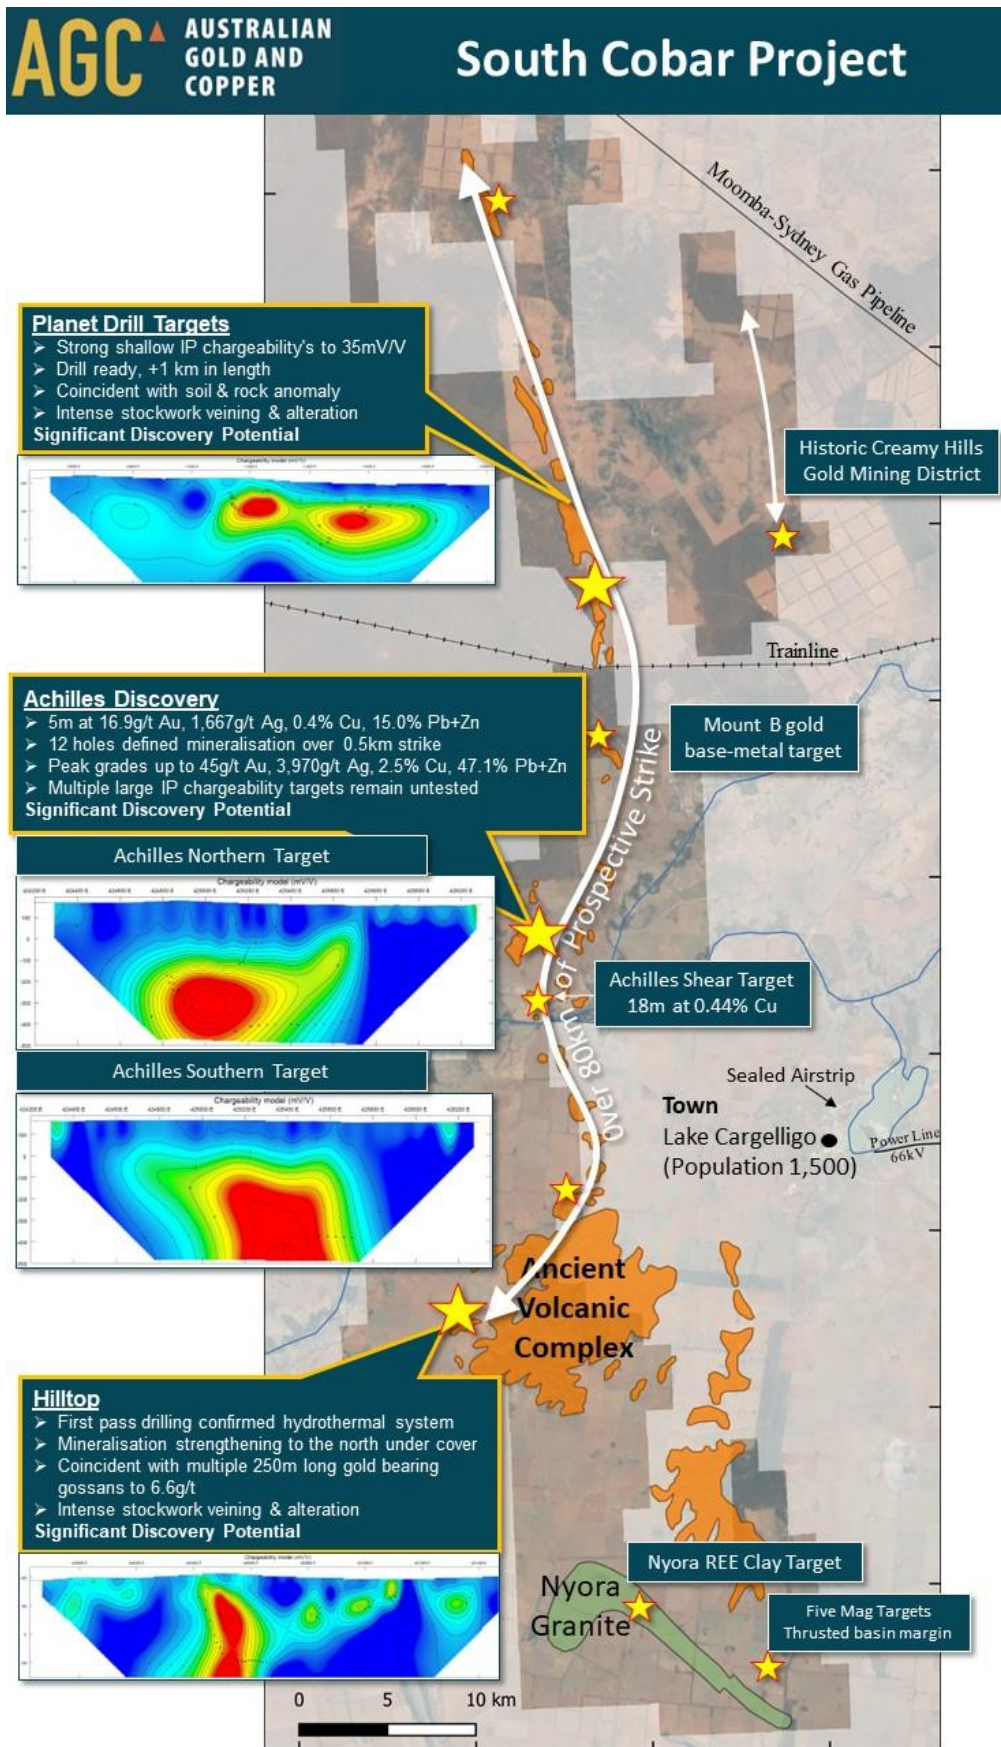 AGC
AUSTRALIAN
GOLD AND
COPPER
South Cobar Project
Moomba-Sydney Gas Pipeline
Planet Drill Targets
➢ Strong shallow IP chargeability's to 35mV/V
➢ Drill ready, +1 km in length
➢ Coincident with soil & rock anomaly
➢ Intense stockwork veining & alteration
Significant Discovery Potential
Historic Creamy Hills
Gold Mining District
Trainline
Achilles Discovery
➢ 5m at 16.9g/t Au, 1,667g/t Ag, 0.4% Cu, 15.0% Pb+Zn
➢ 12 holes defined mineralisation over 0.5km strike
➢ Peak grades up to 45g/t Au, 3,970g/t Ag, 2.5% Cu, 47.1% Pb+Zn
➢ Multiple large IP chargeability targets remain untested
Significant Discovery Potential
Mount B gold
base-metal target
Over 80km of Prospective Strike
Achilles Northern Target
Chargeability model (mV/V)
Achilles Shear Target
18m at 0.44% Cu
Achilles Southern Target
Chargeability model (mV/V)
Sealed Airstrip
Town
Lake Cargelligo
(Population 1,500)
Power Line
66kV
Ancient
Volcanic
Complex
Hilltop
➢ First pass drilling confirmed hydrothermal system
➢ Mineralisation strengthening to the north under cover
➢ Coincident with multiple 250m long gold bearing
gossans to 6.6g/t
➢ Intense stockwork veining & alteration
Significant Discovery Potential
Nyora REE Clay Target
Nyora
Granite
Five Mag Targets
Thrusted basin margin
0 5 10 km